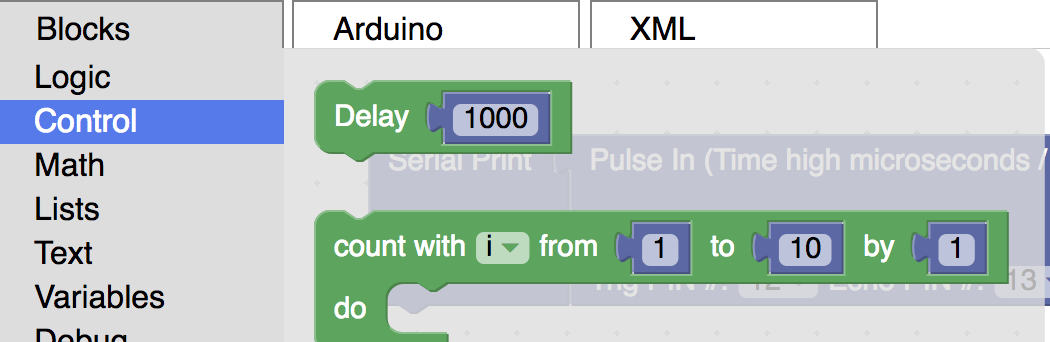 Blocks Arduino XML
Logic
Control
Math
Lists
Text
Variables
Debug
Delay 1000
Serial Print Pulse In (Time high microseconds /
count with i from 1 to 10 by 1
Trig PIN #: 12 Echo PIN #: 13
do